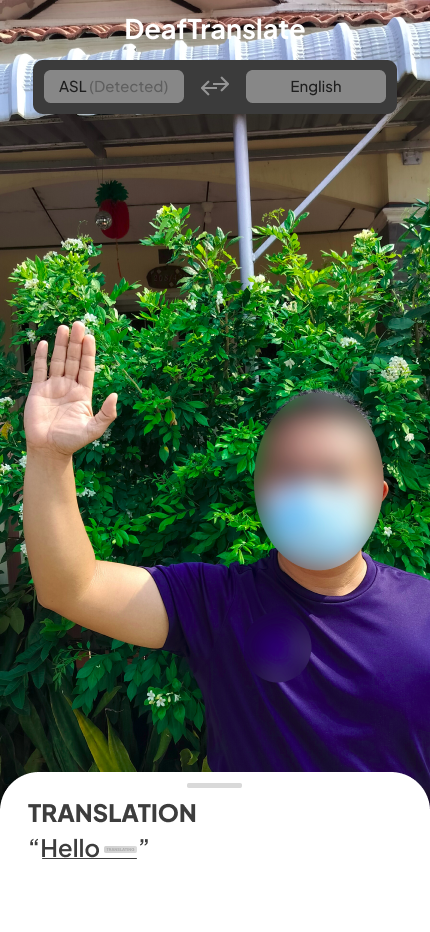 DeafTranslate
ASL (Detected)
English
TRANSLATION
“Hello ”